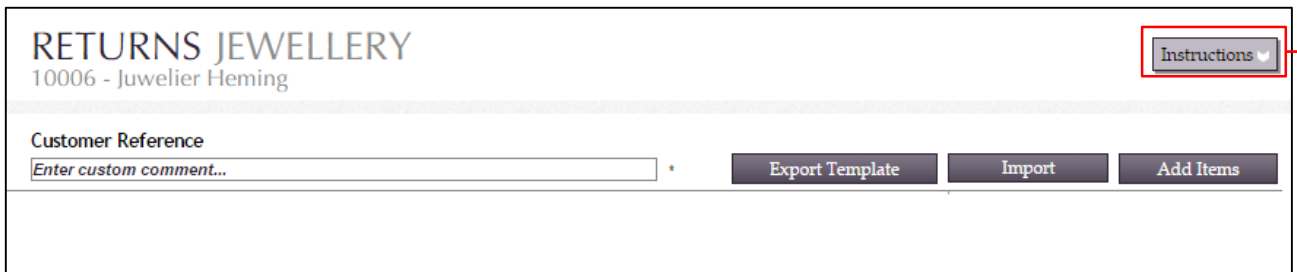 RETURNS JEWELLERY
10006 - Juwelier Heming
Instructions
Customer Reference
Enter custom comment... *
Export Template
Import
Add Items